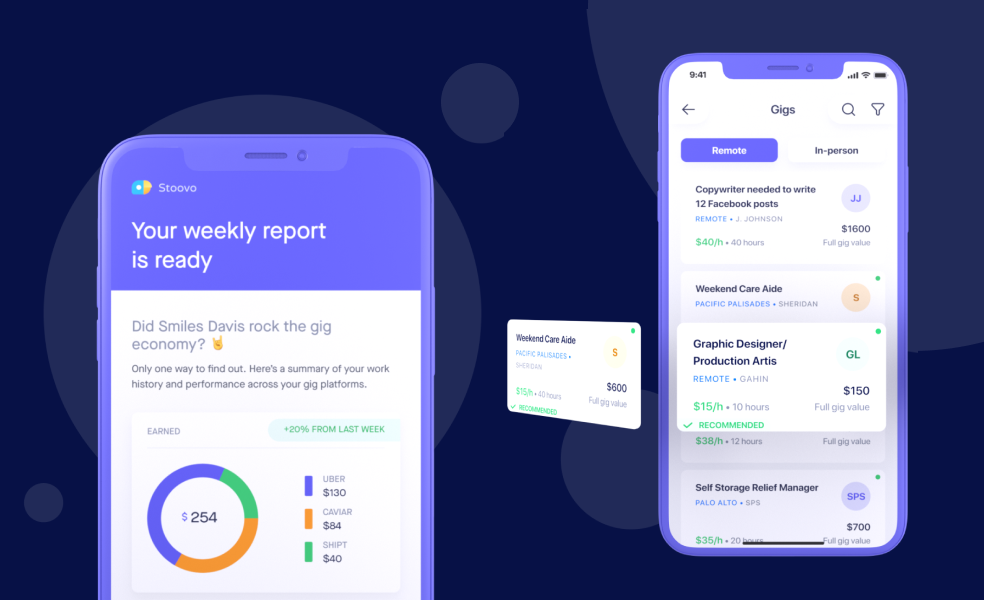 Stoovo
Your weekly report
is ready
Did Smiles Davis rock the gig
economy? 🤘
Only one way to find out. Here's a summary of your work
history and performance across your gig platforms.
EARNED
+20% FROM LAST WEEK
$ 254
UBER
$130
CAVIAR
$84
SHIPT
$40
Weekend Care Aide
S
PACIFIC PALISADES •
SHERIDAN
$600
$15/h • 40 hours
Full gig value
RECOMMENDED
9:41
Gigs
Remote
In-person
Copywriter needed to write
12 Facebook posts
JJ
REMOTE • J. JOHNSON
$1600
$40/h • 40 hours
Full gig value
Weekend Care Aide
S
PACIFIC PALISADES • SHERIDAN
Graphic Designer/
Production Artis
GL
REMOTE • GAHIN
$150
$15/h • 10 hours
Full gig value
RECOMMENDED
$38/h • 12 hours
Full gig value
Self Storage Relief Manager
SPS
PALO ALTO • SPS
$700
$35/h • 20 hours
Full gig value